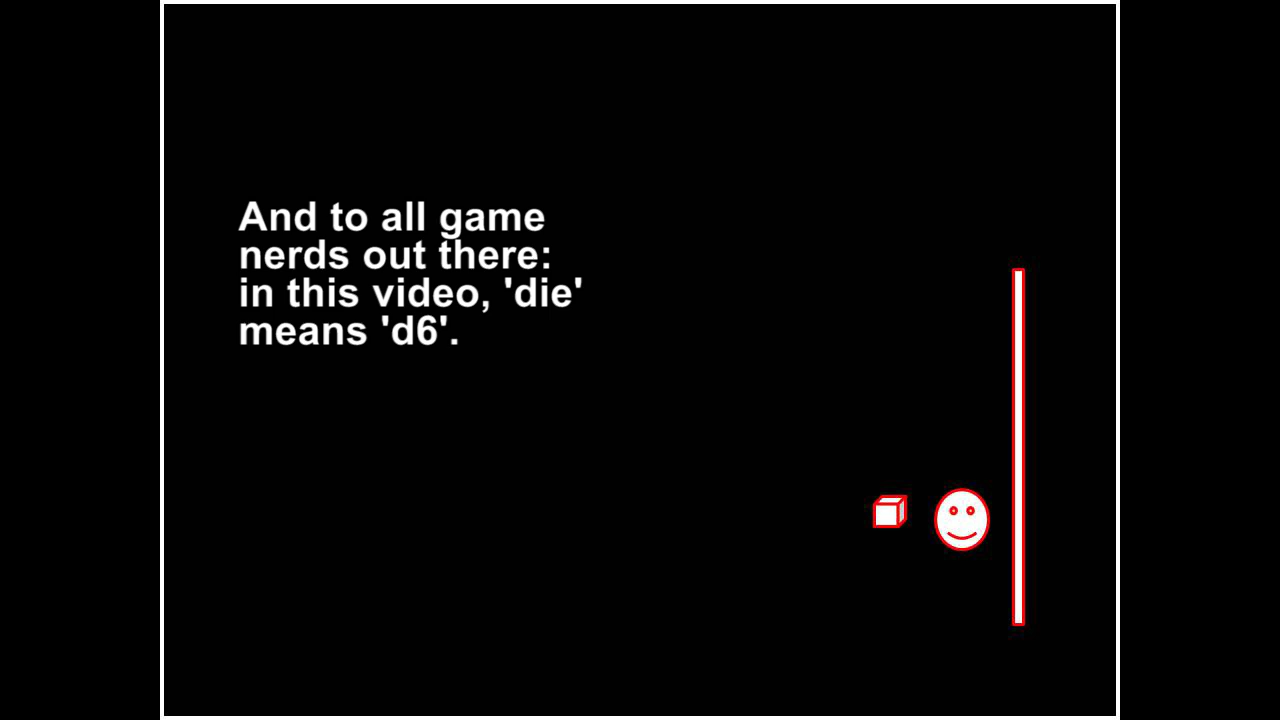 And to all game
nerds out there:
in this video, 'die'
means 'd6'.